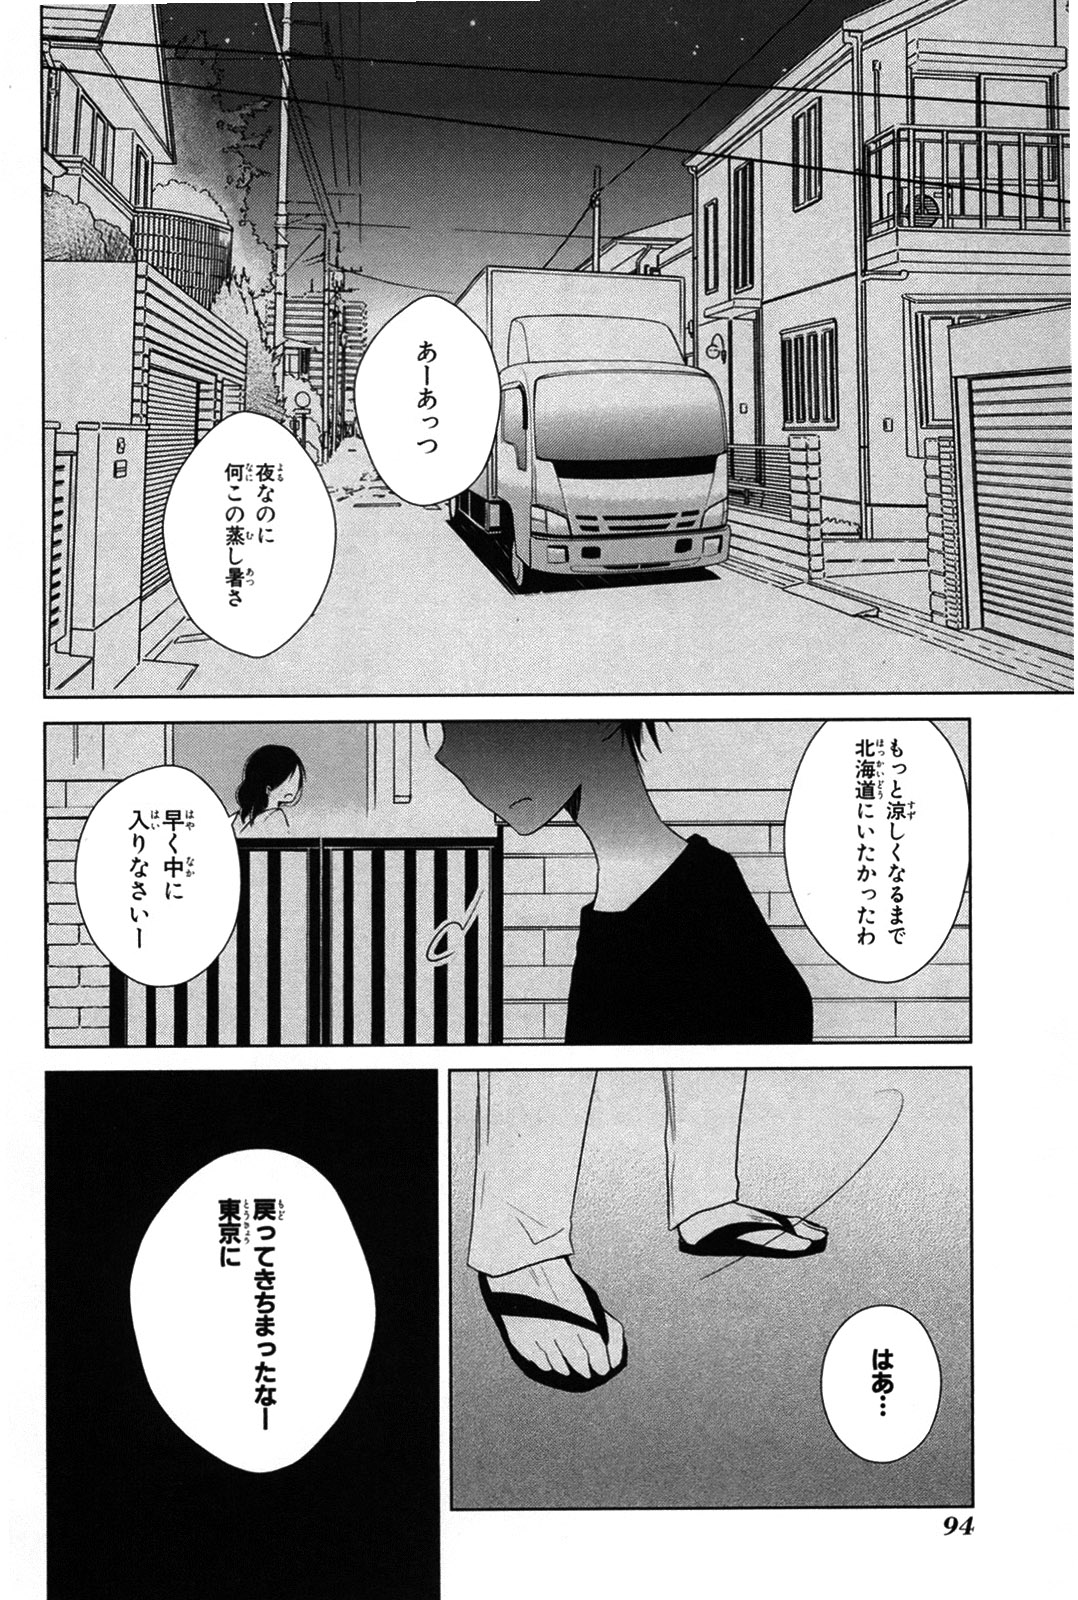 あーあっつ
夜なのに
何この蒸し暑さ
もっと涼しくなるまで
北海道にいたかったわ
早く中に
入りなさいー
はあ…
戻ってきちまったなー
東京に
94